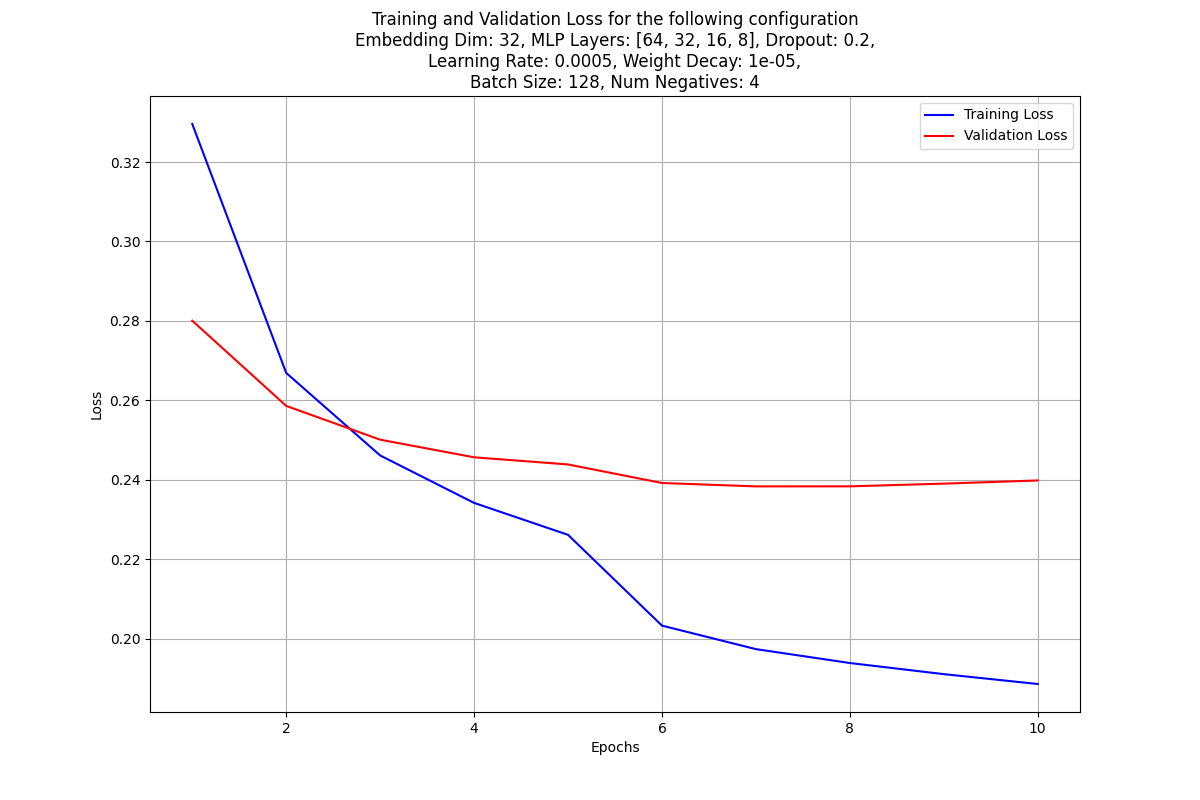 Training and Validation Loss for the following configuration
Embedding Dim: 32, MLP Layers: [64, 32, 16, 8], Dropout: 0.2,
Learning Rate: 0.0005, Weight Decay: 1e-05,
Batch Size: 128, Num Negatives: 4
Training Loss
Validation Loss
0.32
0.30
0.28
0.26
0.24
0.22
0.20
Loss
2 4 6 8 10
Epochs